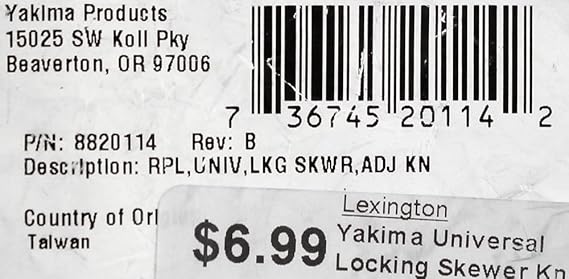 Yakima Products
15025 SW Koll Pky
Beaverton, OR 97006
7 36745 20114 2
P/N: 8820114 Rev: B
Description: RPL,UNIV,LKG SKWR,ADJ KN
Country of Ori
Taiwan
Lexington
$6.99
Yakima Universal
Locking Skewer Kn